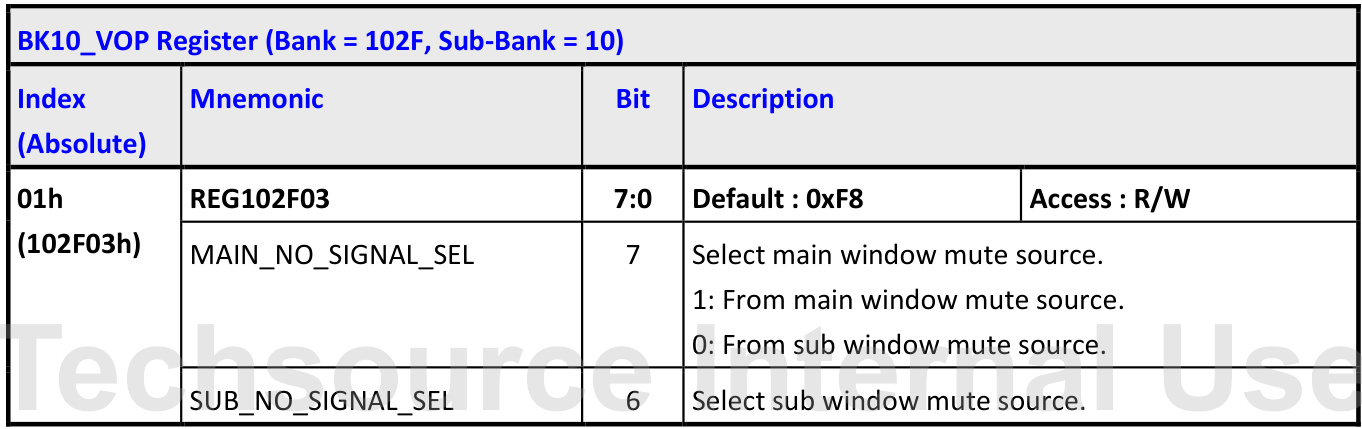 BK10_VOP Register (Bank = 102F, Sub-Bank = 10)
Index (Absolute) Mnemonic Bit Description
01h (102F03h) REG102F03 7:0 Default : 0xF8 Access : R/W
MAIN_NO_SIGNAL_SEL 7 Select main window mute source.
1: From main window mute source.
0: From sub window mute source.
SUB_NO_SIGNAL_SEL 6 Select sub window mute source.
Techsource Internal Use